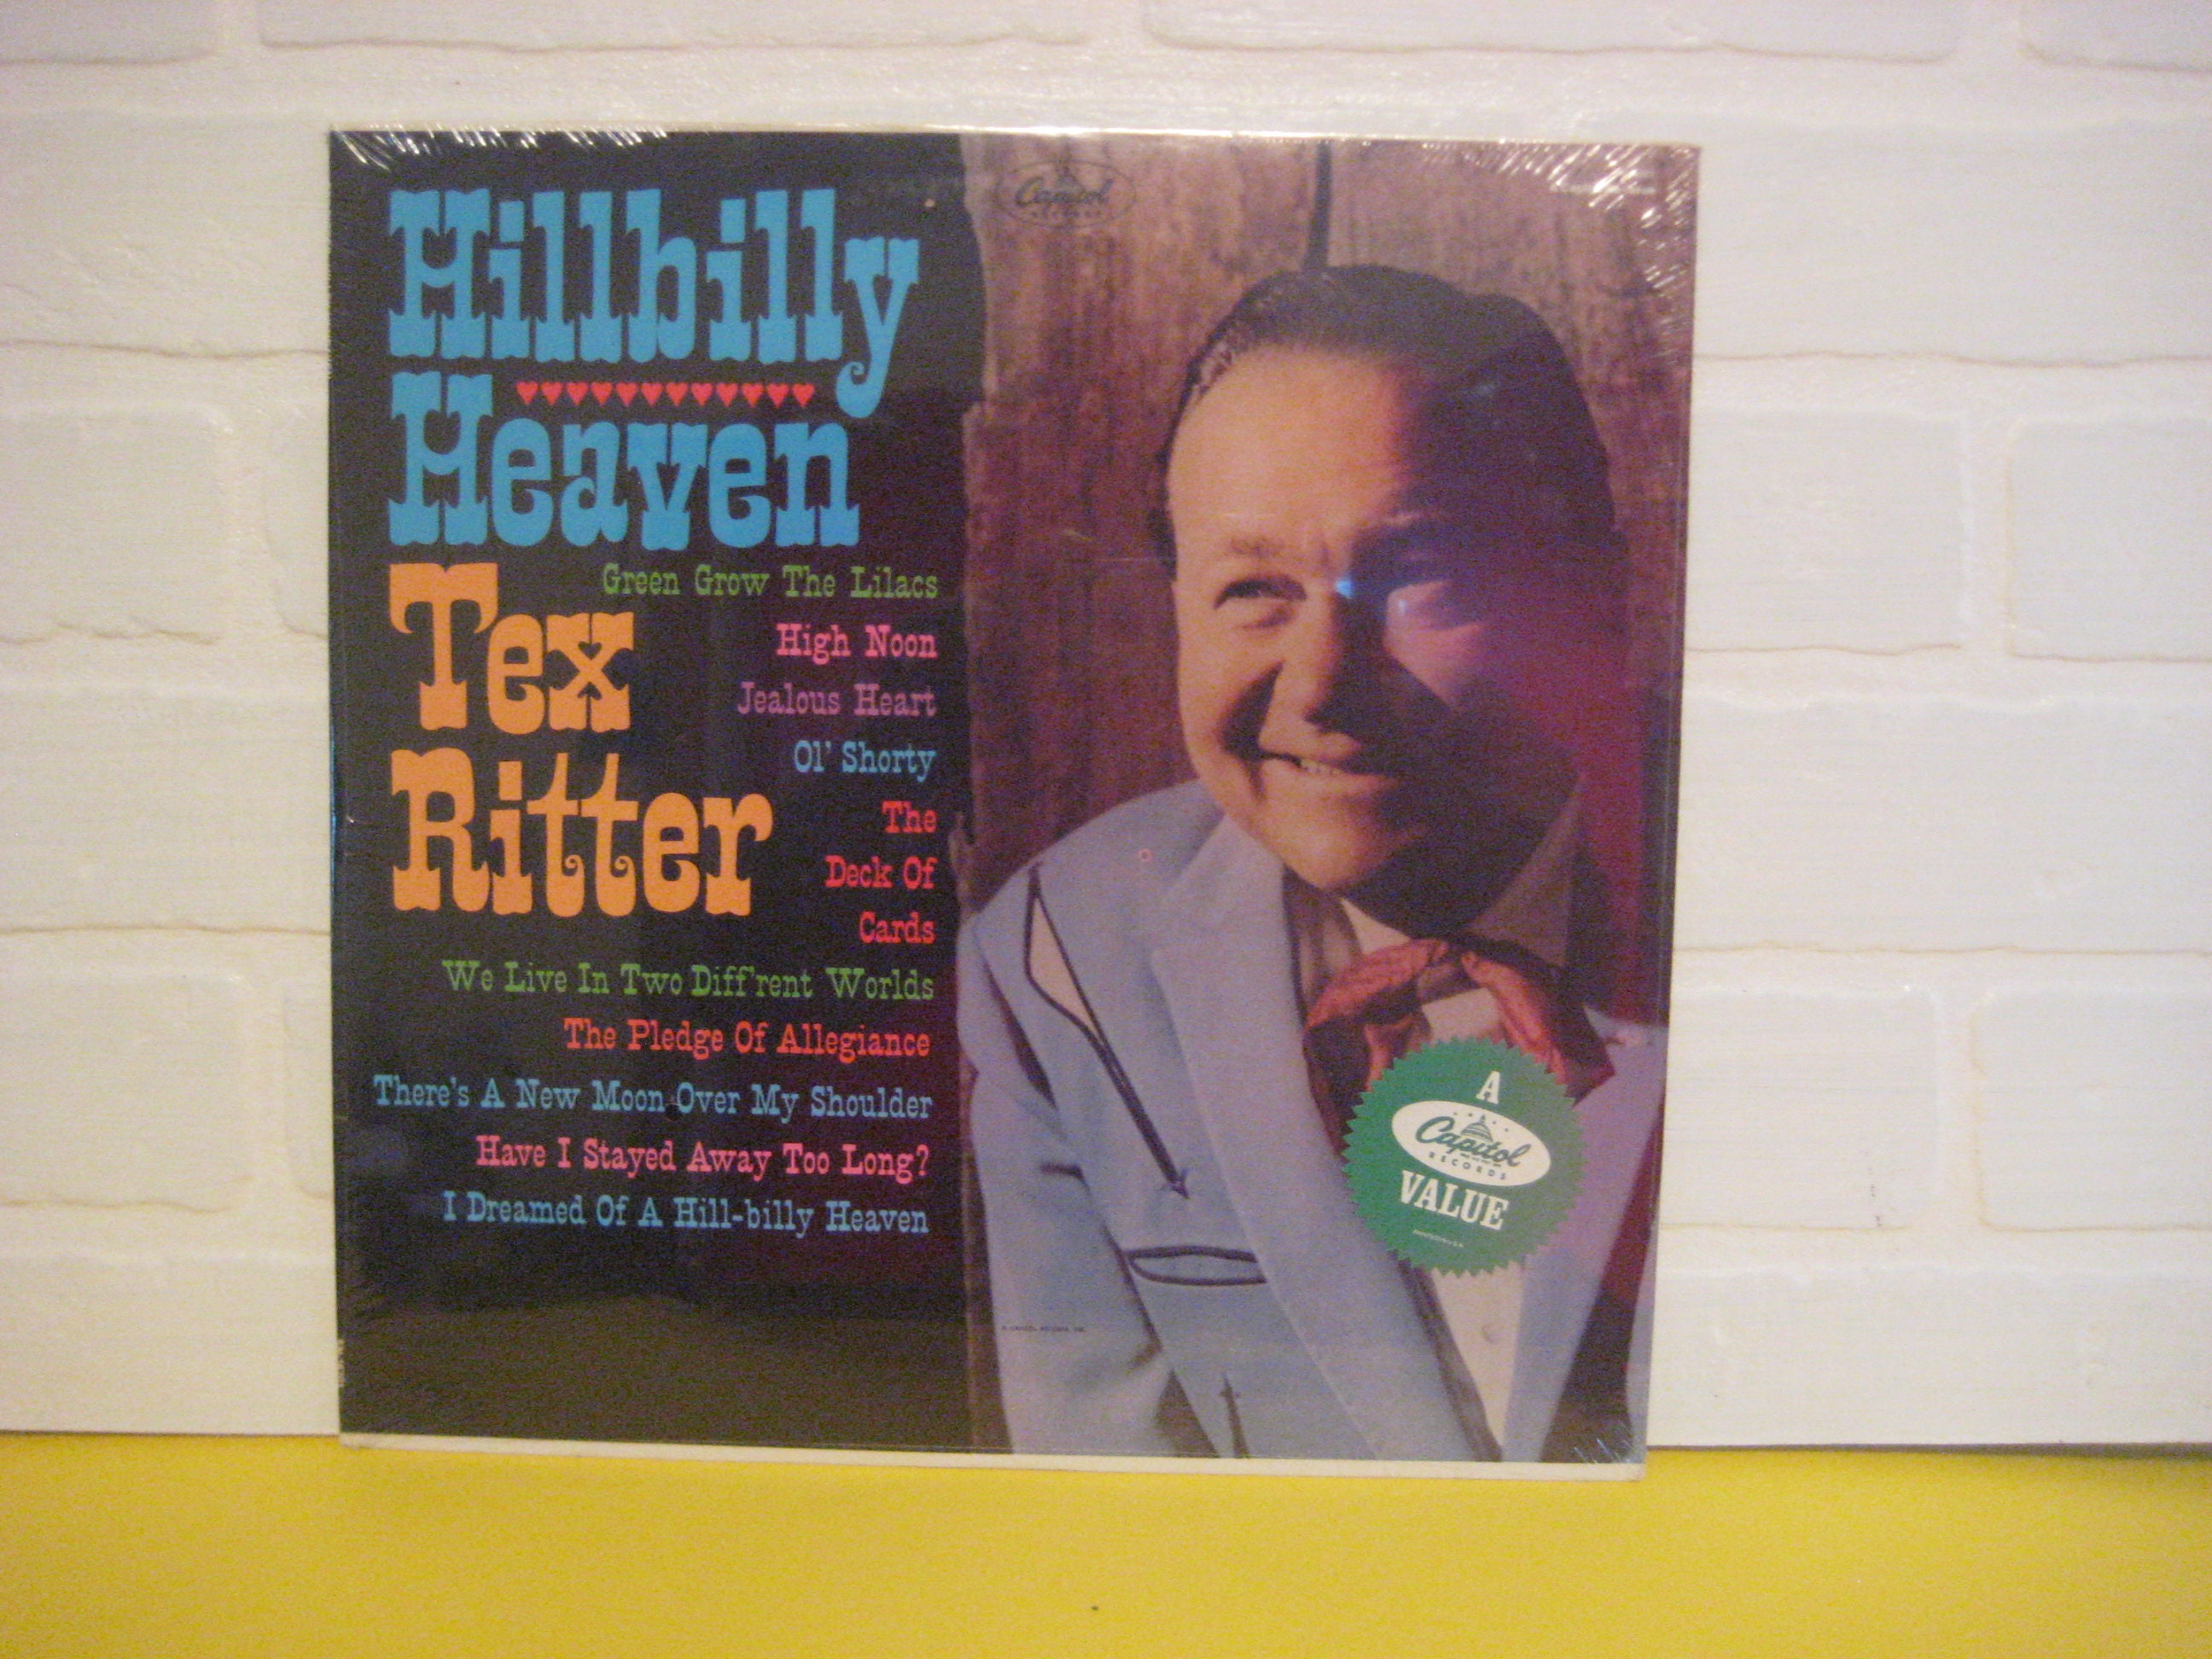 Capitol
RECORDS
Hillbilly
Heaven
Tex
Ritter
Green Grow The Lilacs
High Noon
Jealous Heart
Ol' Shorty
The
Deck Of
Cards
We Live In Two Diff'rent Worlds
The Pledge Of Allegiance
There's A New Moon Over My Shoulder
Have I Stayed Away Too Long?
I Dreamed Of A Hill-billy Heaven
A
Capitol
RECORDS
VALUE